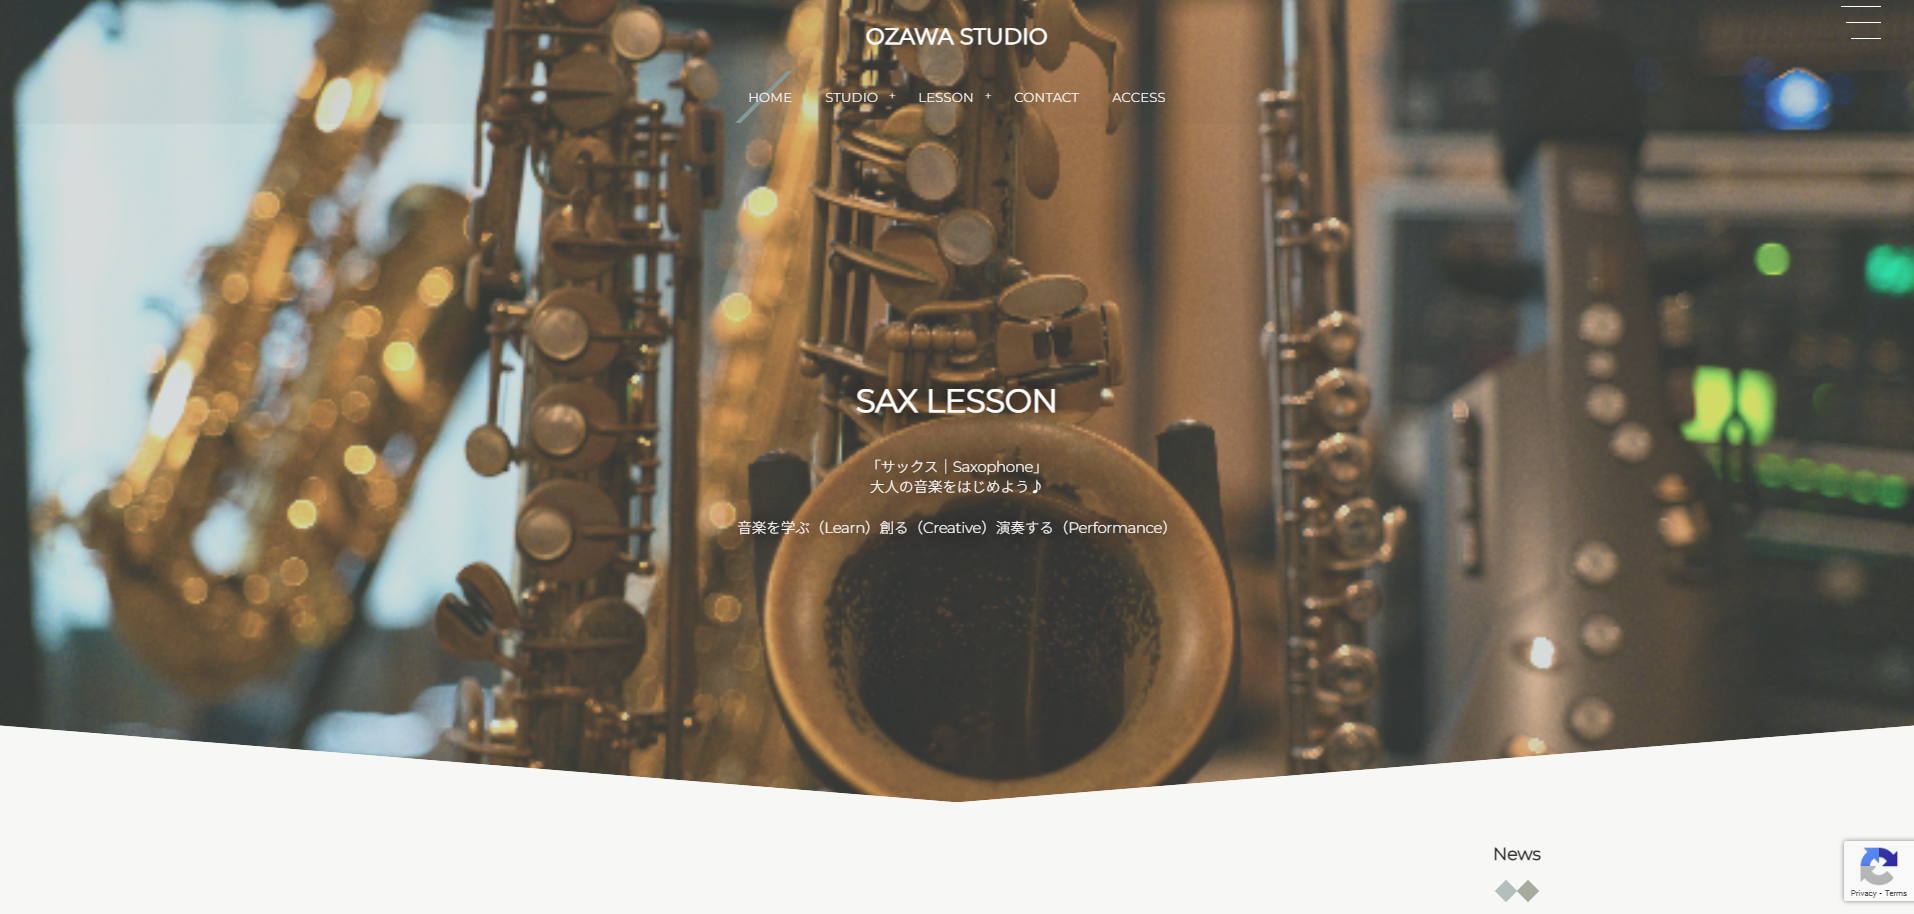 OZAWA STUDIO
HOME STUDIO + LESSON + CONTACT ACCESS
SAX LESSON
「サックス｜Saxophone」
大人の音楽をはじめよう♪
音楽を学ぶ（Learn）創る（Creative）演奏する（Performance）
News
Privacy - Terms